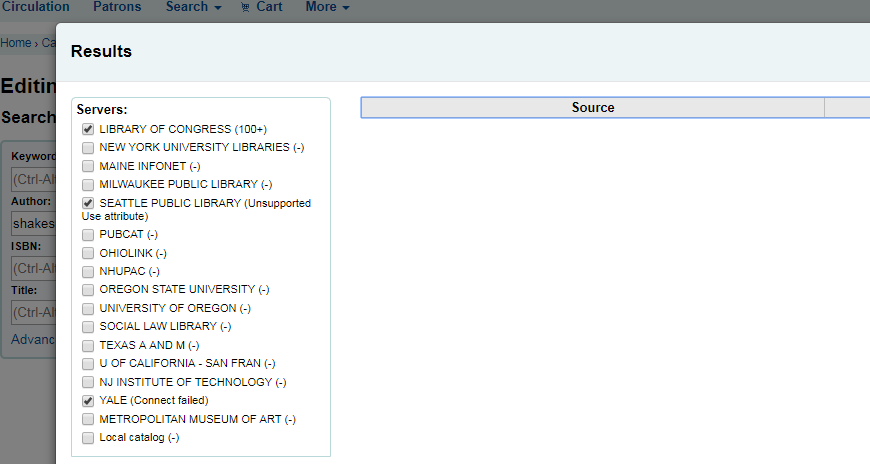 Circulation Patrons Search Cart More
Home › Ca
Results
Editin
Search
Servers:
Source
LIBRARY OF CONGRESS (100+)
NEW YORK UNIVERSITY LIBRARIES (-)
Keyword
MAINE INFONET (-)
(Ctrl-Al
MILWAUKEE PUBLIC LIBRARY (-)
Author:
SEATTLE PUBLIC LIBRARY (Unsupported
Use attribute)
shakes
PUBCAT (-)
ISBN:
OHIOLINK (-)
(Ctrl-Al
NHUPAC (-)
Title:
OREGON STATE UNIVERSITY (-)
(Ctrl-Al
UNIVERSITY OF OREGON (-)
SOCIAL LAW LIBRARY (-)
Advanc
TEXAS A AND M (-)
U OF CALIFORNIA - SAN FRAN (-)
NJ INSTITUTE OF TECHNOLOGY (-)
YALE (Connect failed)
METROPOLITAN MUSEUM OF ART (-)
Local catalog (-)